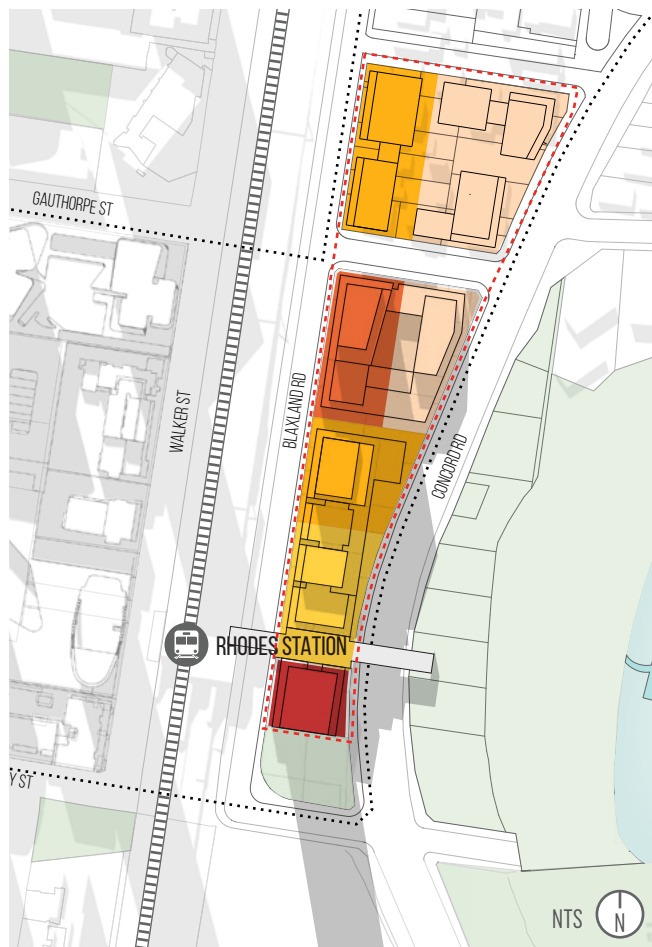 GAUTHORPE ST
WALKER ST
BLAXLAND RD
CONCORD RD
RHODES STATION
Y ST
NTS
N